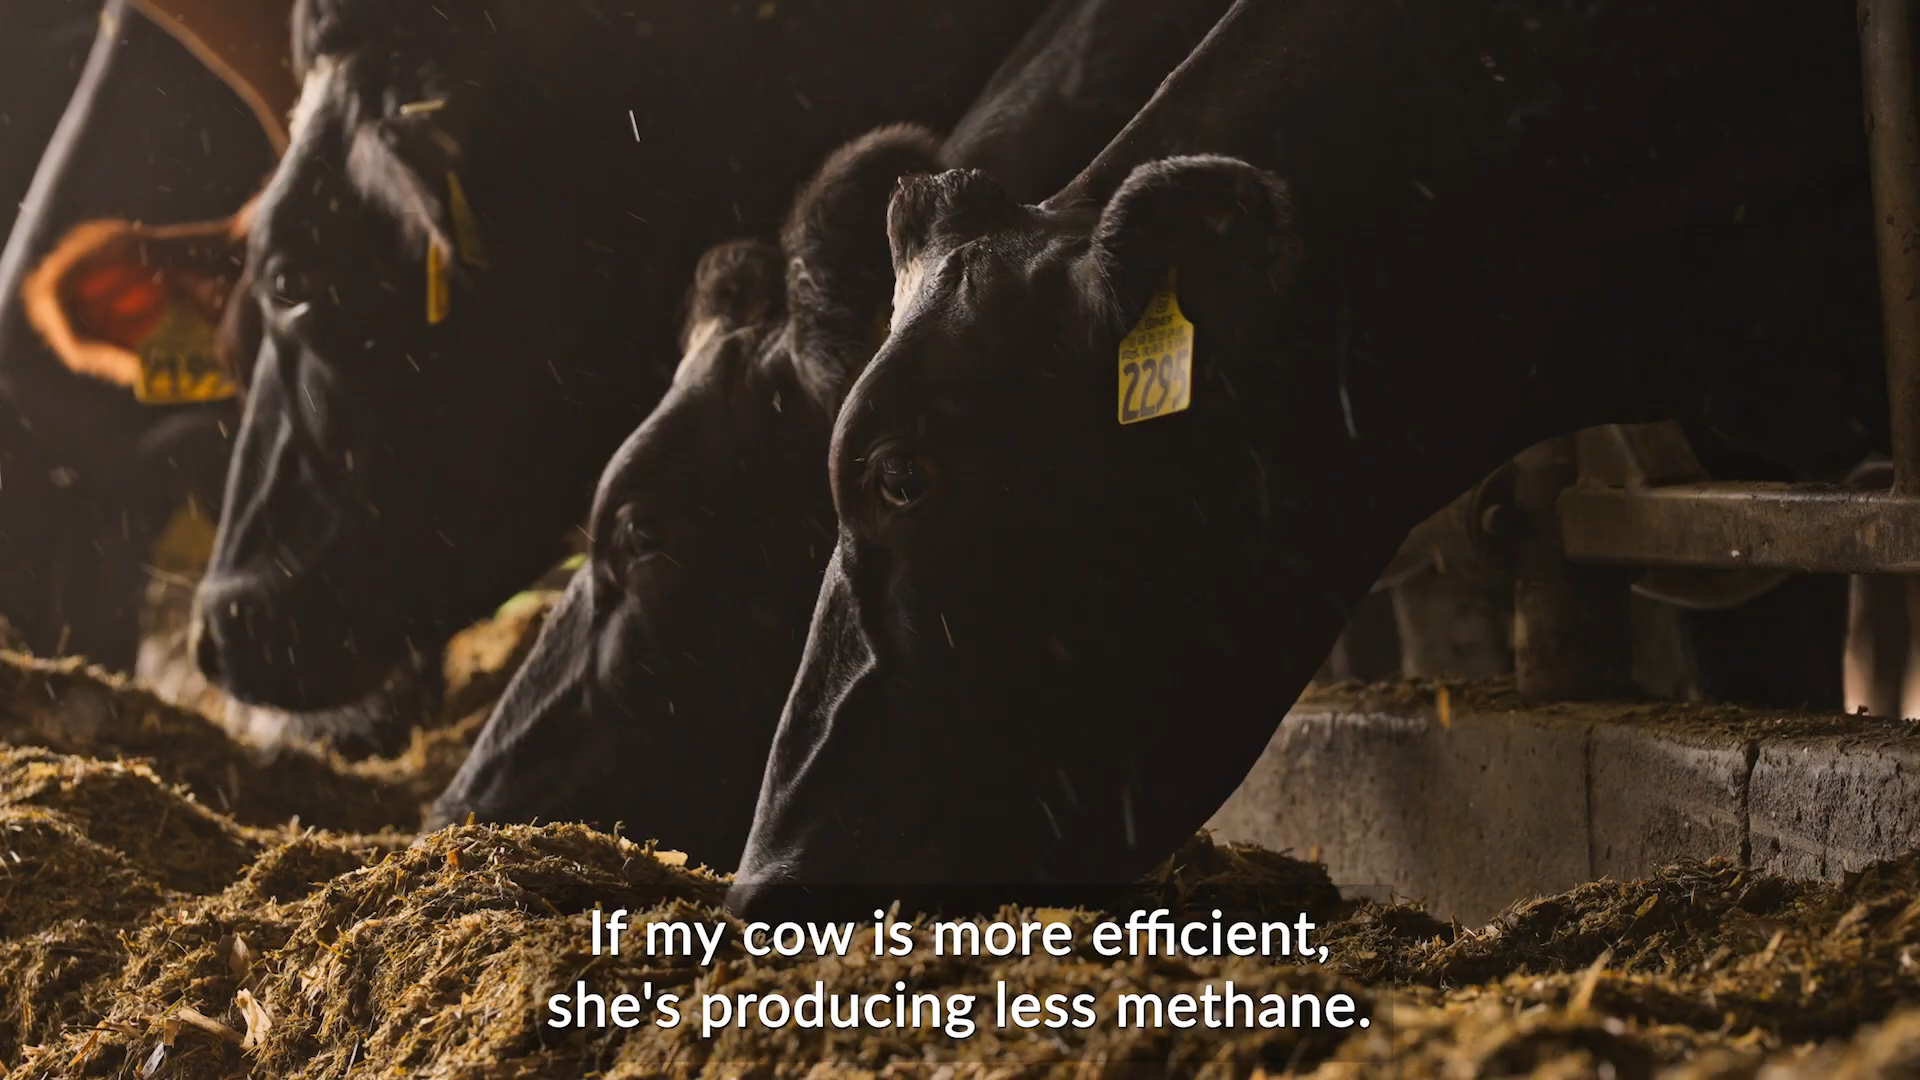 2295
If my cow is more efficient,
she's producing less methane.